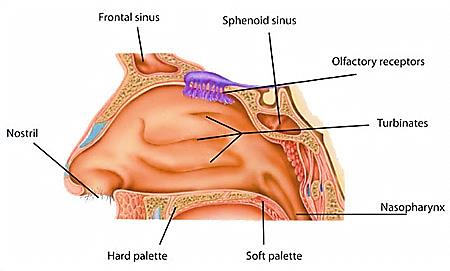 Frontal sinus
Sphenoid sinus
Olfactory receptors
Turbinates
Nostril
Nasopharynx
Hard palette
Soft palette